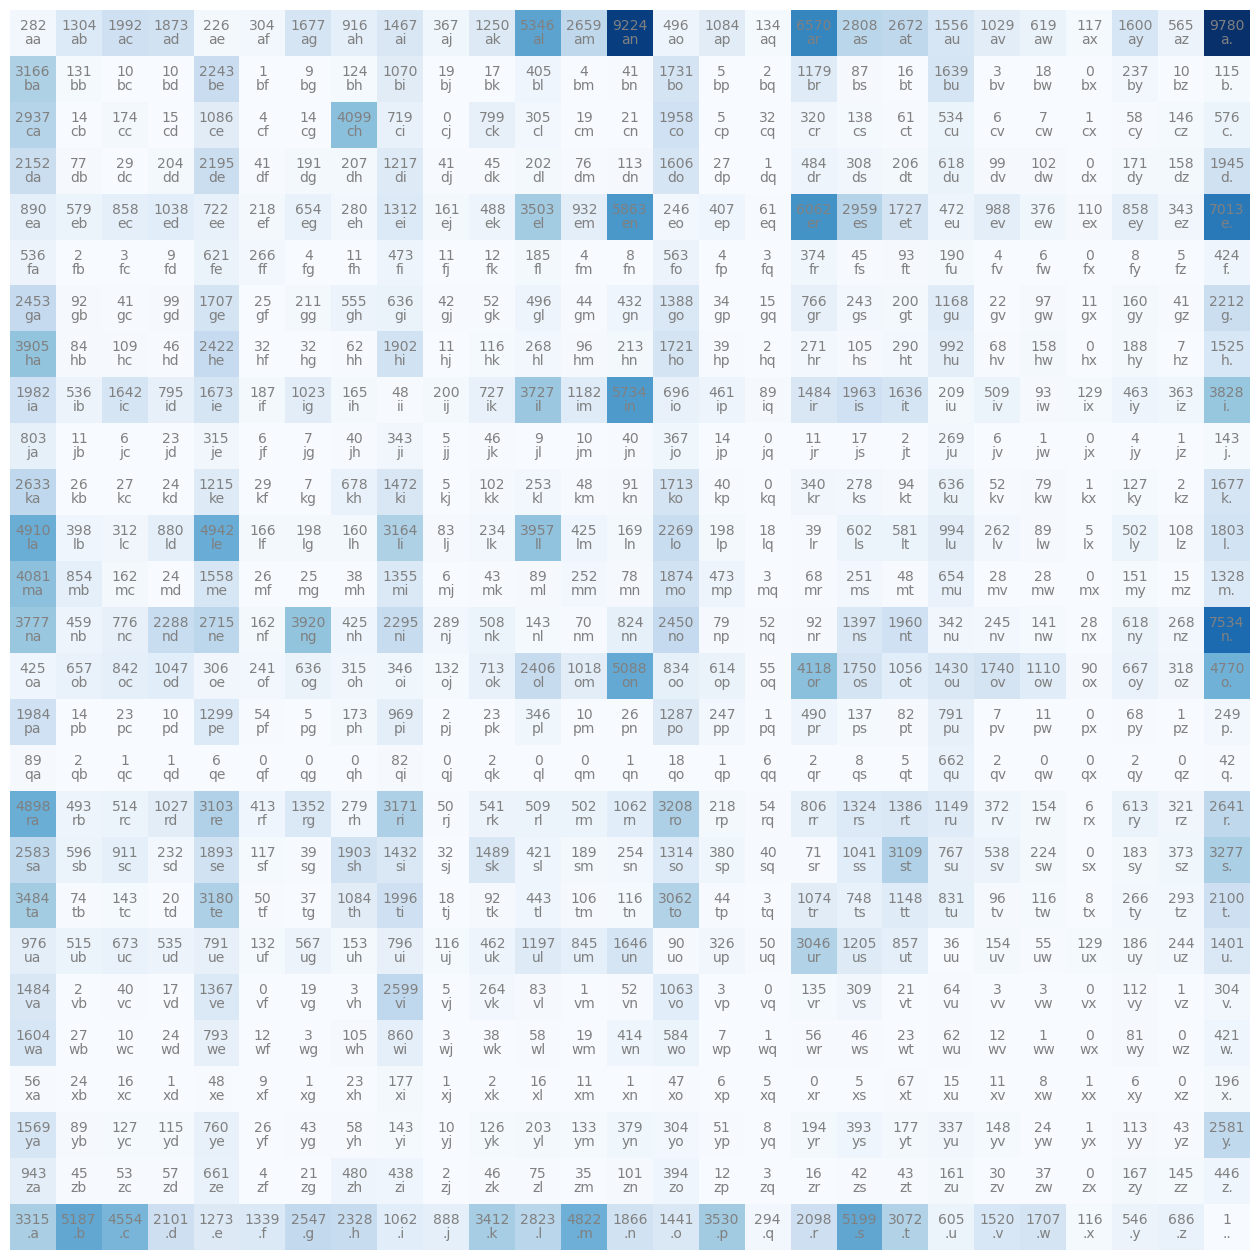 282 1304 1992 1873 226 304 1677 916 1467 367 1250 5346 2659 9224 496 1084 134 6570 2808 2672 1556 1029 619 117 1600 565 9780
aa ab ac ad ae af ag ah ai aj ak al am an ao ap aq ar as at au av aw ax ay az a.
3166 131 10 10 2243 1 9 124 1070 19 17 405 4 41 1731 5 2 1179 87 16 1639 3 18 0 237 10 115
ba bb bc bd be bf bg bh bi bj bk bl bm bn bo bp bq br bs bt bu bv bw bx by bz b.
2937 14 174 15 1086 4 14 4099 719 0 799 305 19 21 1958 5 32 320 138 61 534 6 7 1 58 146 576
ca cb cc cd ce cf cg ch ci cj ck cl cm cn co cp cq cr cs ct cu cv cw cx cy cz c.
2152 77 29 204 2195 41 191 207 1217 41 45 202 76 113 1606 27 1 484 308 206 618 99 102 0 171 158 1945
da db dc dd de df dg dh di dj dk dl dm dn do dp dq dr ds dt du dv dw dx dy dz d.
890 579 858 1038 722 218 654 280 1312 161 488 3503 932 5863 246 407 61 2959 1727 472 988 376 110 858 343 7013
ea eb ec ed ee ef eg eh ei ej ek el em en eo ep eq er es et eu ev ew ex ey ez e.
536 2 3 9 621 266 4 11 473 11 12 185 4 8 563 4 3 374 45 93 190 4 6 0 8 5 424
fa fb fc fd fe ff fg fh fi fj fk fl fm fn fo fp fq fr fs ft fu fv fw fx fy fz f.
2453 92 41 99 1707 25 211 555 636 42 52 496 44 432 1388 34 15 766 243 200 1168 22 97 11 160 41 2212
ga gb gc gd ge gf gg gh gi gj gk gl gm gn go gp gq gr gs gt gu gv gw gx gy gz g.
3905 84 109 46 2422 32 32 62 1902 11 116 268 96 213 1721 39 2 271 105 290 992 68 158 0 188 7 1525
ha hb hc hd he hf hg hh hi hj hk hl hm hn ho hp hq hr hs ht hu hv hw hx hy hz h.
1982 536 1642 795 1673 187 1023 165 48 200 727 3727 1182 5734 696 461 89 1484 1963 1636 209 509 93 129 463 363 3828
ia ib ic id ie if ig ih ii ij ik il im in io ip iq ir is it iu iv iw ix iy iz i.
803 11 6 23 315 6 7 40 343 5 46 9 10 40 367 14 0 11 17 2 269 6 1 0 4 1 143
ja jb jc jd je jf jg jh ji jj jk jl jm jn jo jp jq jr js jt ju jv jw jx jy jz j.
2633 26 27 24 1215 29 7 678 1472 5 102 253 48 91 1713 40 0 340 278 94 636 52 79 1 127 2 1677
ka kb kc kd ke kf kg kh ki kj kk kl km kn ko kp kq kr ks kt ku kv kw kx ky kz k.
4910 398 312 880 4942 166 198 160 3164 83 234 3957 425 169 2269 198 18 39 602 581 994 262 89 5 502 108 1803
la lb lc ld le lf lg lh li lj lk ll lm ln lo lp lq lr ls lt lu lv lw lx ly lz l.
4081 854 162 24 1558 26 25 38 1355 6 43 89 252 78 1874 473 3 68 251 48 654 28 28 0 151 15 1328
ma mb mc md me mf mg mh mi mj mk ml mm mn mo mp mq mr ms mt mu mv mw mx my mz m.
3777 459 776 2288 2715 162 3920 425 2295 289 508 143 70 824 2450 79 52 92 1397 1960 342 245 141 28 618 268 7534
na nb nc nd ne nf ng nh ni nj nk nl nm nn no np nq nr ns nt nu nv nw nx ny nz n.
425 657 842 1047 306 241 636 315 346 132 713 2406 1018 5088 834 614 55 4118 1750 1056 1430 1740 1110 90 667 318 4770
oa ob oc od oe of og oh oi oj ok ol om on oo op oq or os ot ou ov ow ox oy oz o.
1984 14 23 10 1299 54 5 173 969 2 23 346 10 26 1287 247 1 490 137 82 791 7 11 0 68 1 249
pa pb pc pd pe pf pg ph pi pj pk pl pm pn po pp pq pr ps pt pu pv pw px py pz p.
89 2 1 1 6 0 0 0 82 0 2 0 0 1 18 1 6 2 8 5 662 2 0 0 2 0 42
qa qb qc qd qe qf qg qh qi qj qk ql qm qn qo qp qq qr qs qt qu qv qw qx qy qz q.
4898 493 514 1027 3103 413 1352 279 3171 50 541 509 502 1062 3208 218 54 806 1324 1386 1149 372 154 6 613 321 2641
ra rb rc rd re rf rg rh ri rj rk rl rm rn ro rp rq rr rs rt ru rv rw rx ry rz r.
2583 596 911 232 1893 117 39 1903 1432 32 1489 421 189 254 1314 380 40 71 1041 3109 767 538 224 0 183 373 3277
sa sb sc sd se sf sg sh si sj sk sl sm sn so sp sq sr ss st su sv sw sx sy sz s.
3484 74 143 20 3180 50 37 1084 1996 18 92 443 106 116 3062 44 3 1074 748 1148 831 96 116 8 266 293 2100
ta tb tc td te tf tg th ti tj tk tl tm tn to tp tq tr ts tt tu tv tw tx ty tz t.
976 515 673 535 791 132 567 153 796 116 462 1197 845 1646 90 326 50 3046 1205 857 36 154 55 129 186 244 1401
ua ub uc ud ue uf ug uh ui uj uk ul um un uo up uq ur us ut uu uv uw ux uy uz u.
1484 2 40 17 1367 0 19 3 2599 5 264 83 1 52 1063 3 0 135 309 21 64 3 3 0 112 1 304
va vb vc vd ve vf vg vh vi vj vk vl vm vn vo vp vq vr vs vt vu vv vw vx vy vz v.
1604 27 10 24 793 12 3 105 860 3 38 58 19 414 584 7 1 56 46 23 62 12 1 0 81 0 421
wa wb wc wd we wf wg wh wi wj wk wl wm wn wo wp wq wr ws wt wu wv ww wx wy wz w.
56 24 16 1 48 9 1 23 177 1 2 16 11 1 47 6 5 0 5 67 15 11 8 1 6 0 196
xa xb xc xd xe xf xg xh xi xj xk xl xm xn xo xp xq xr xs xt xu xv xw xx xy xz x.
1569 89 127 115 760 26 43 58 143 10 126 203 133 379 304 51 8 194 393 177 337 148 24 1 113 43 2581
ya yb yc yd ye yf yg yh yi yj yk yl ym yn yo yp yq yr ys yt yu yv yw yx yy yz y.
943 45 53 57 661 4 21 480 438 2 46 75 35 101 394 12 3 16 42 43 161 30 37 0 167 145 446
za zb zc zd ze zf zg zh zi zj zk zl zm zn zo zp zq zr zs zt zu zv zw zx zy zz z.
3315 5187 4554 2101 1273 1339 2547 2328 1062 888 3412 2823 4822 1866 1441 3530 294 2098 5199 3072 605 1520 1707 116 546 686 1
.a .b .c .d .e .f .g .h .i .j .k .l .m .n .o .p .q .r .s .t .u .v .w .x .y .z ..